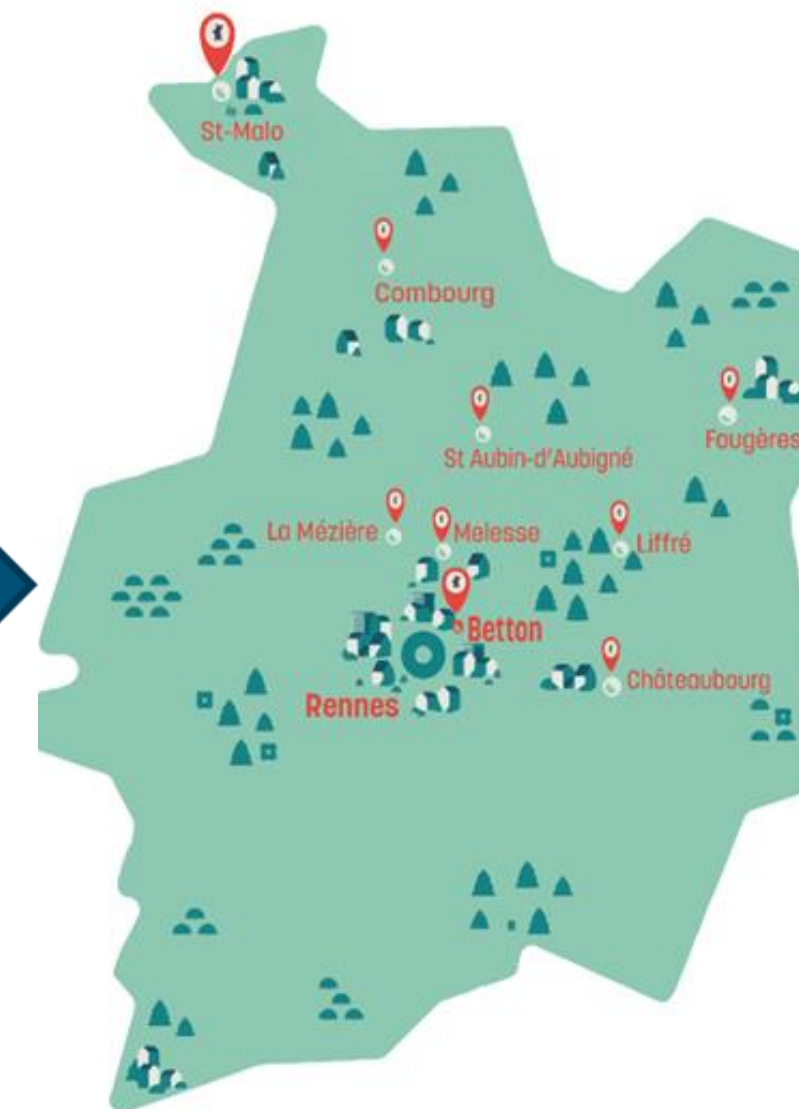 St-Malo
Combourg
Fougères
St Aubin-d'Aubigné
La Mézière
Melesse
Liffré
Betton
Châteaubourg
Rennes